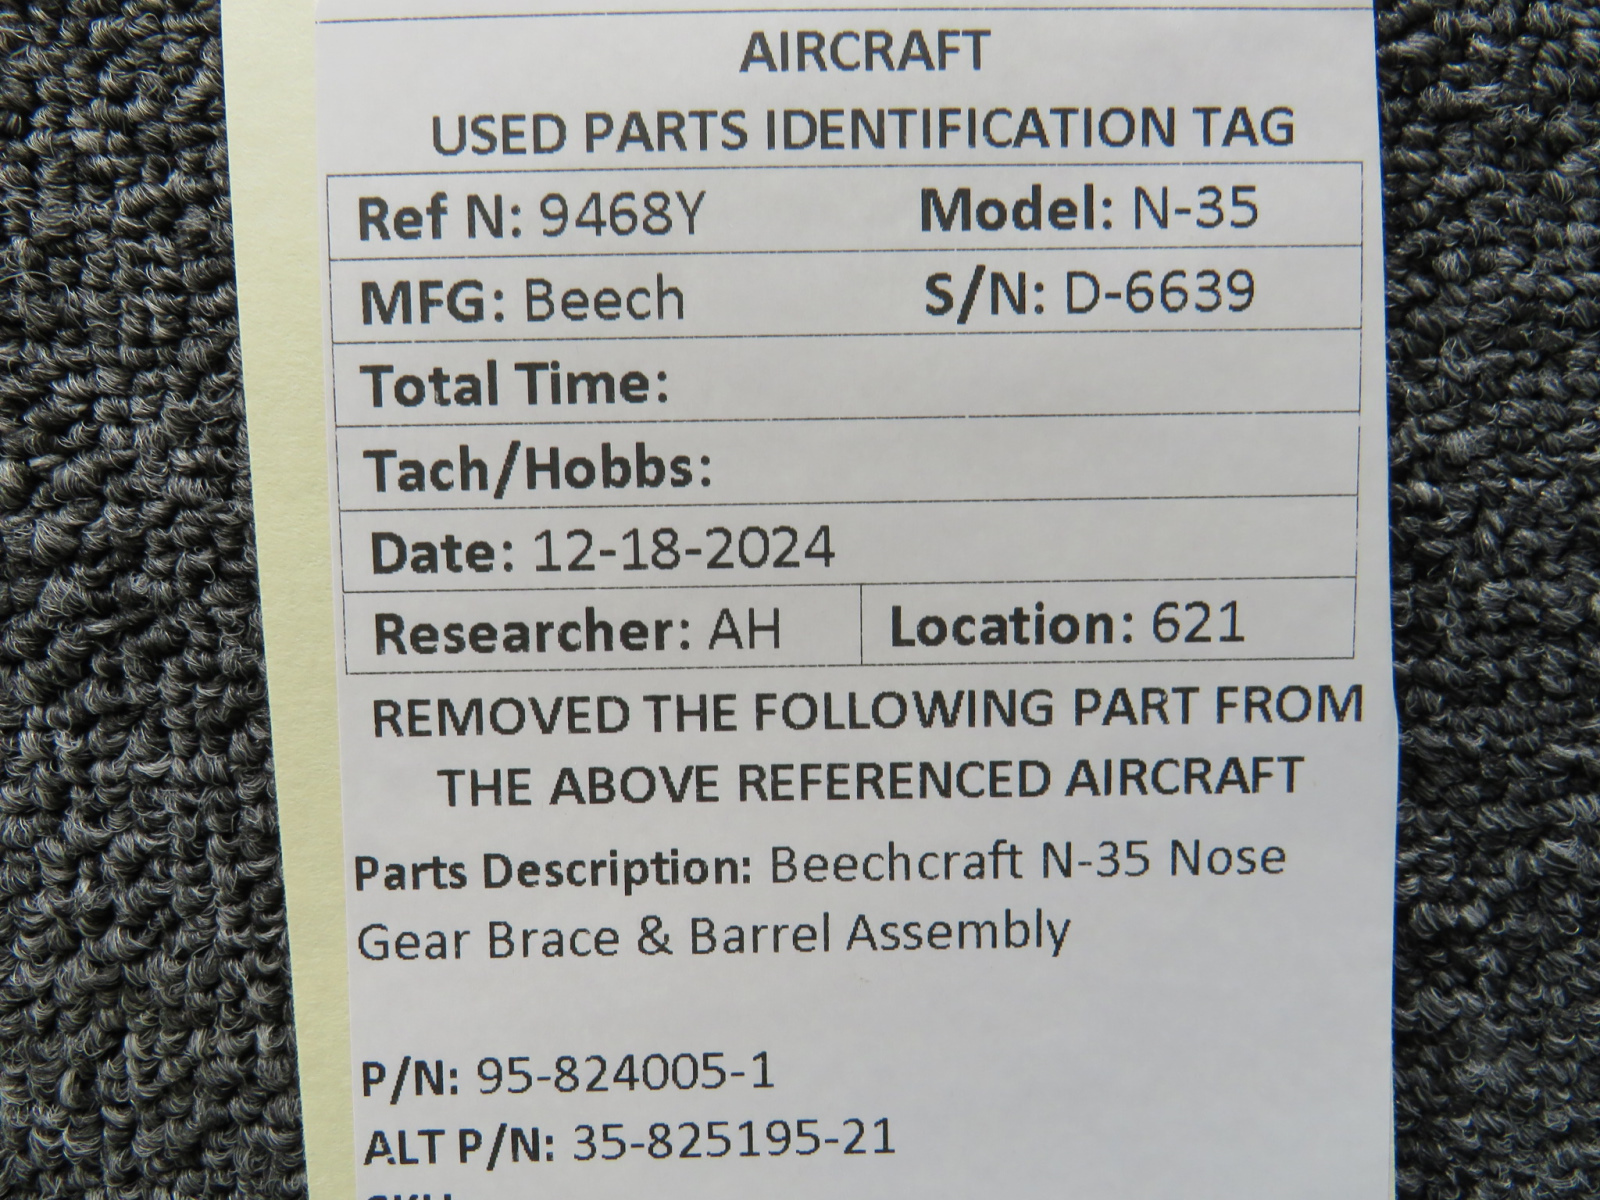 AIRCRAFT
USED PARTS IDENTIFICATION TAG
Ref N: 9468Y Model: N-35
MFG: Beech S/N: D-6639
Total Time:
Tach/Hobbs:
Date: 12-18-2024
Researcher: AH Location: 621
REMOVED THE FOLLOWING PART FROM
THE ABOVE REFERENCED AIRCRAFT
Parts Description: Beechcraft N-35 Nose
Gear Brace & Barrel Assembly
P/N: 95-824005-1
ALT P/N: 35-825195-21